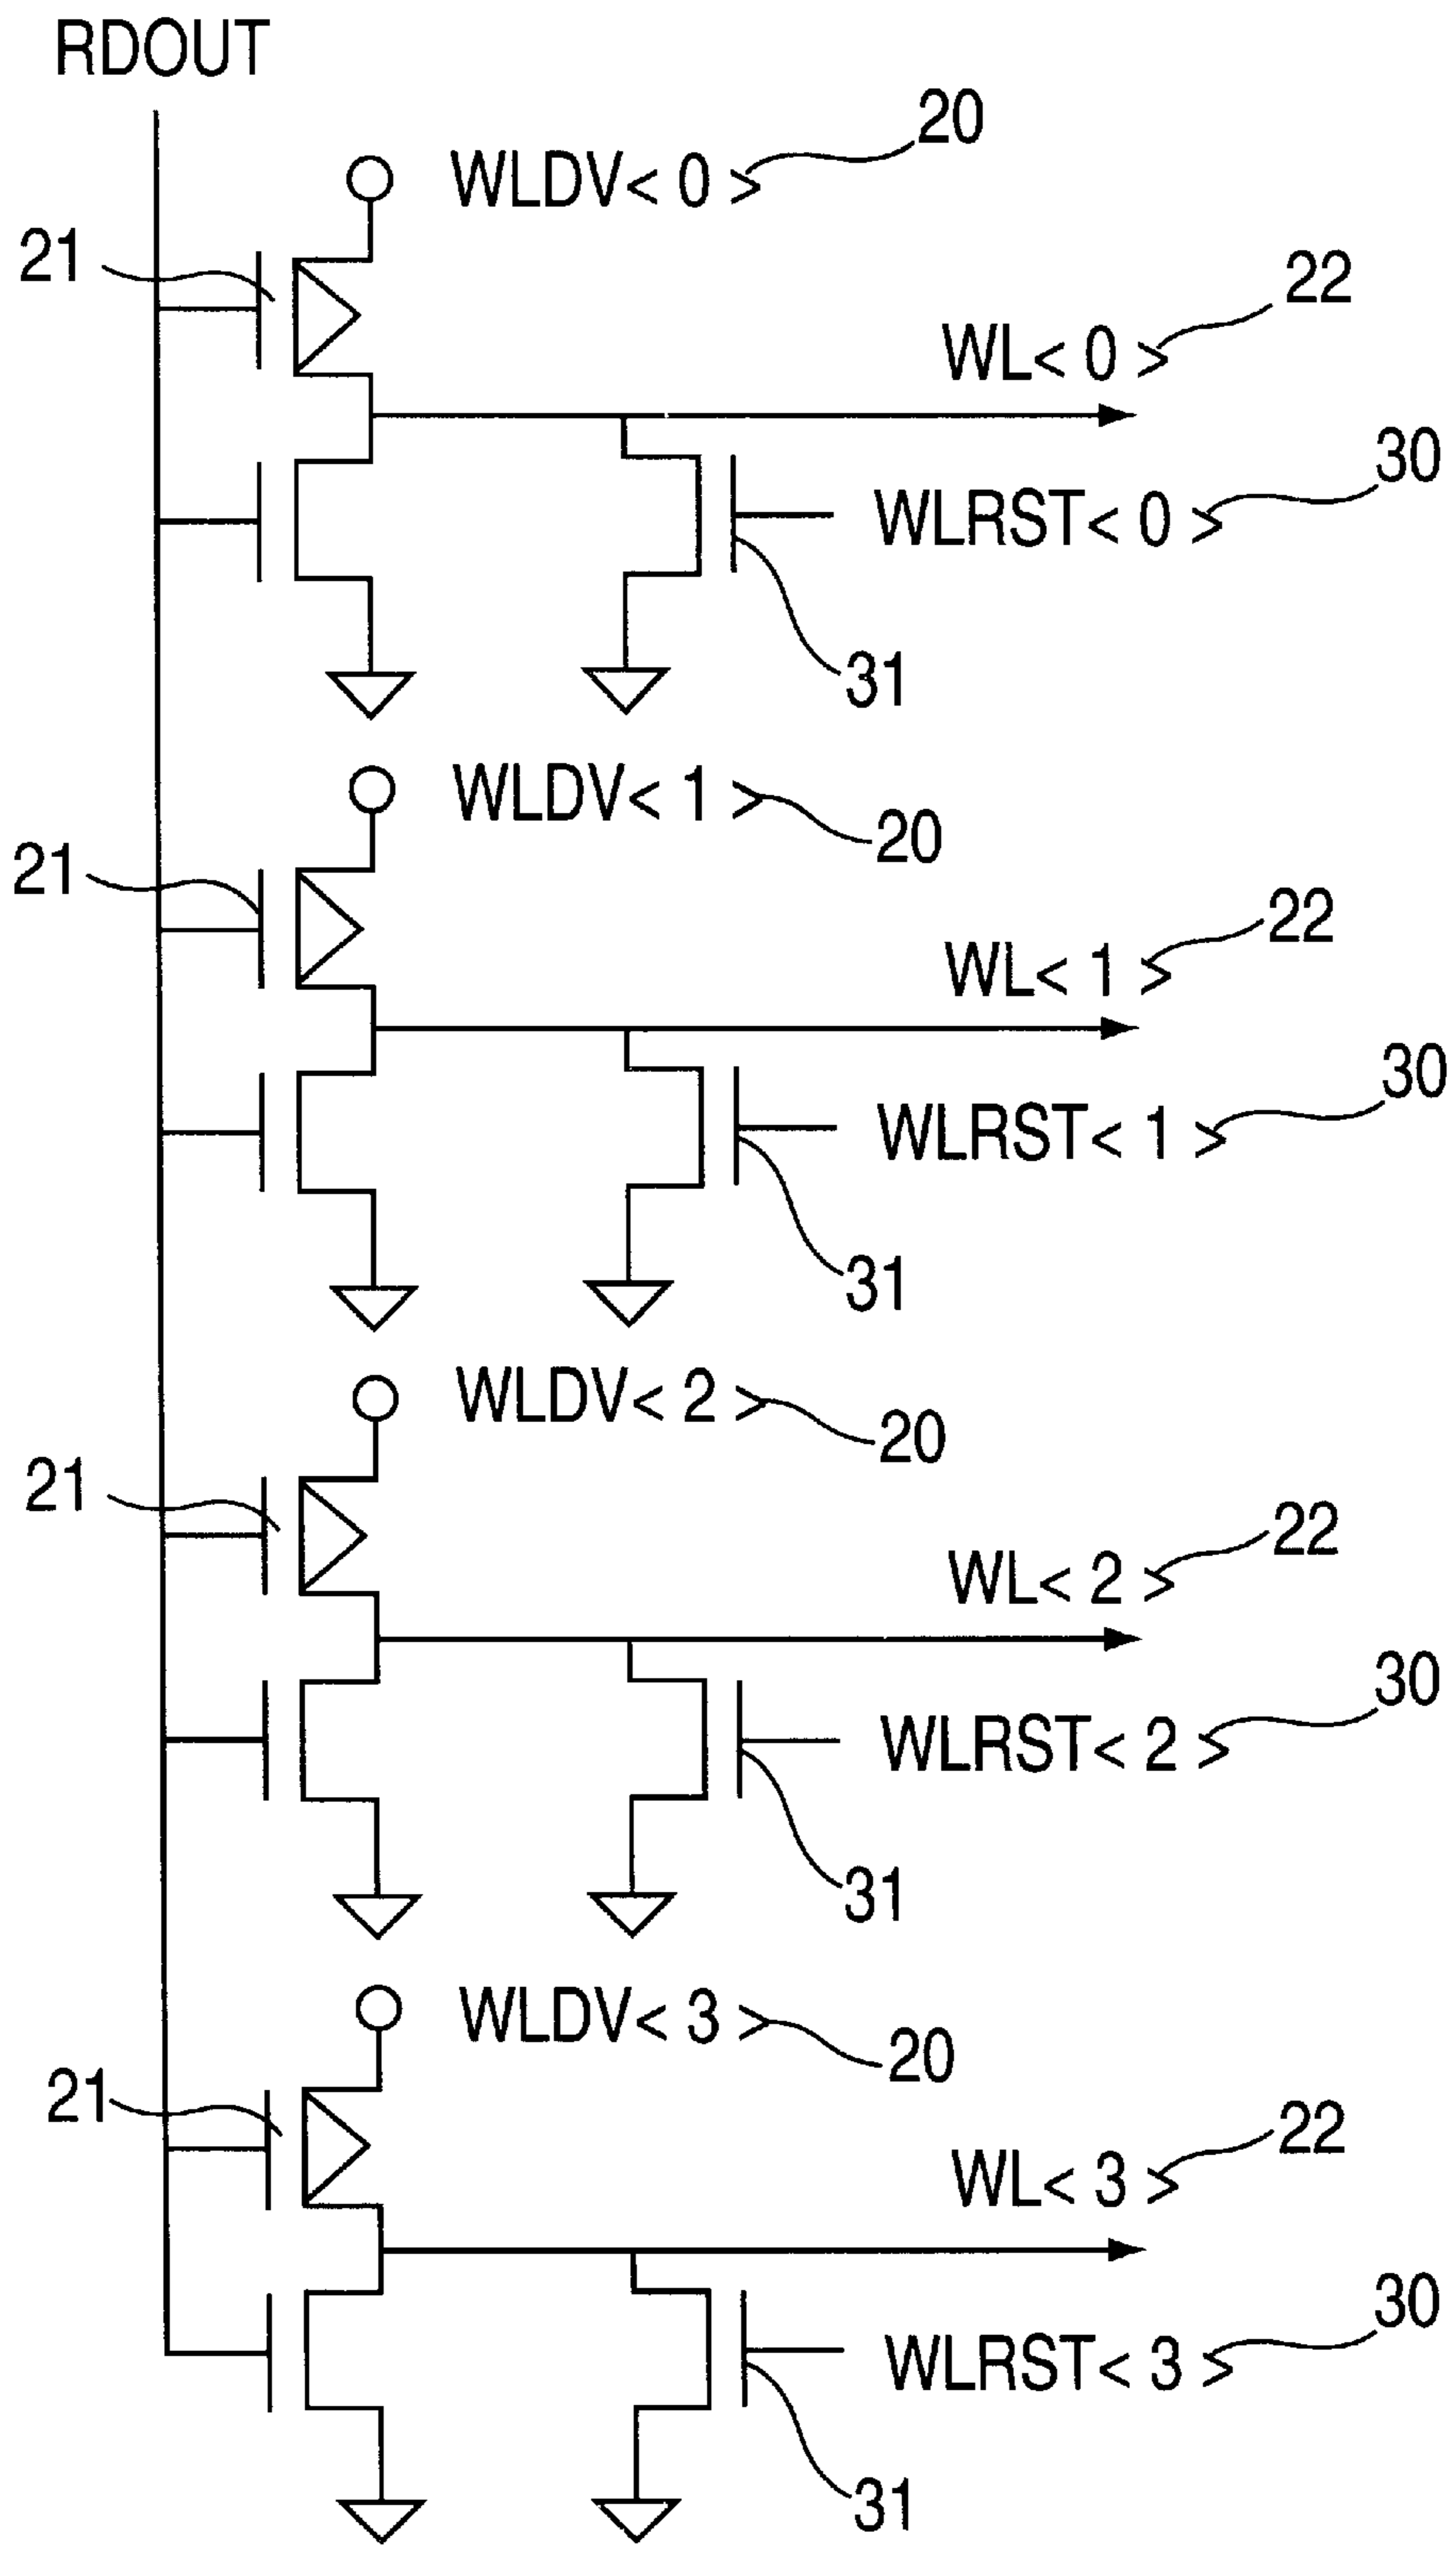 RDOUT
WLDV< 0 > 20
21
WL< 0 > 22
WLRST< 0 > 30
31
WLDV< 1 > 20
21
WL< 1 > 22
WLRST< 1 > 30
31
WLDV< 2 > 20
21
WL< 2 > 22
WLRST< 2 > 30
31
WLDV< 3 > 20
21
WL< 3 > 22
WLRST< 3 > 30
31